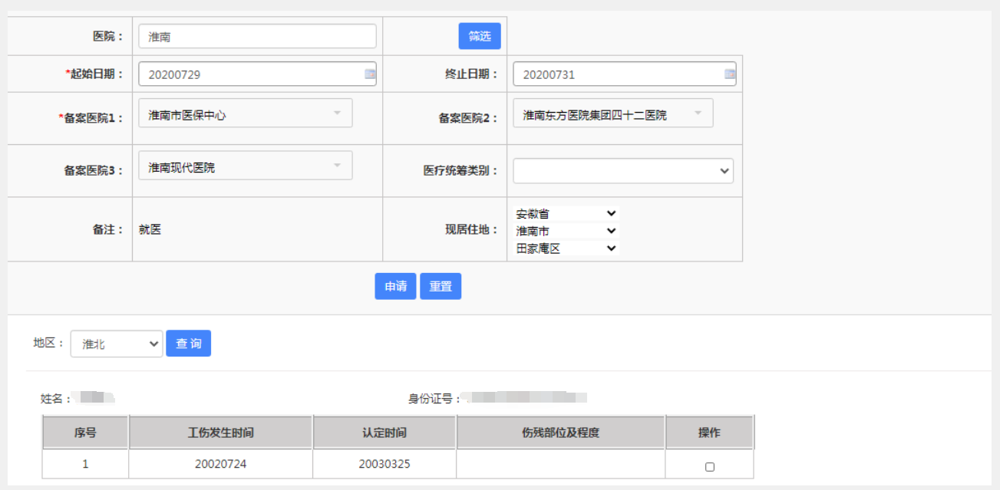 医院： 淮南 筛选
*起始日期： 20200729 终止日期： 20200731
*备案医院1： 淮南市医保中心 备案医院2： 淮南东方医院集团四十二医院
备案医院3： 淮南现代医院 医疗统筹类别：
备注： 就医 现居住地： 安徽省
淮南市
田家庵区
申请 重置
地区： 淮北 查询
姓名： 身份证号：
序号 工伤发生时间 认定时间 伤残部位及程度 操作
1 20020724 20030325